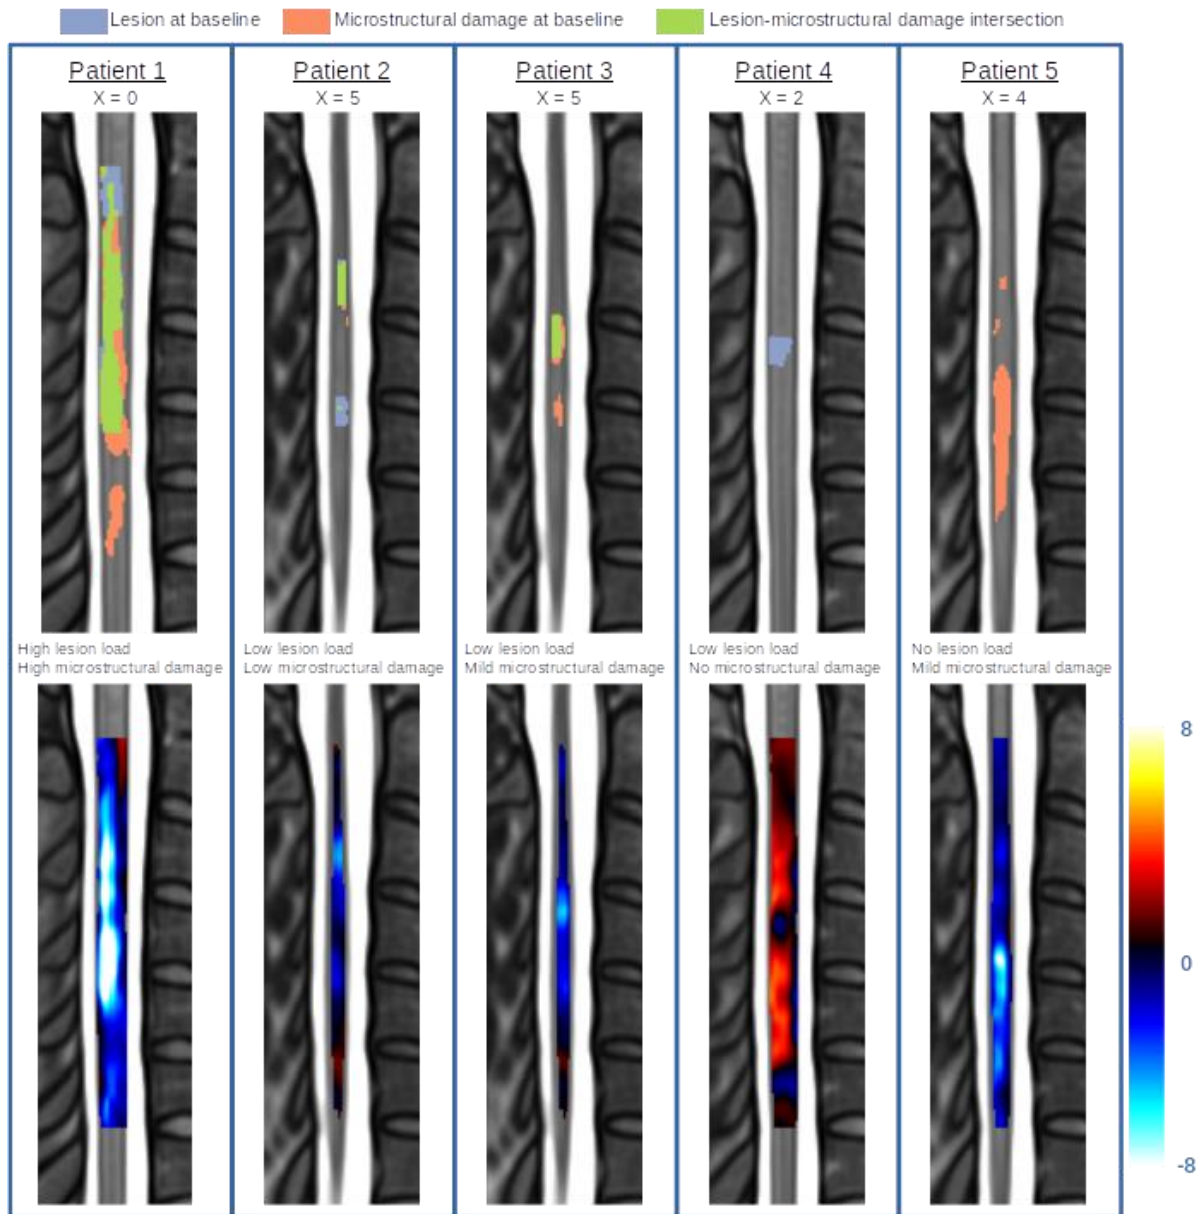 Lesion at baseline Microstructural damage at baseline Lesion-microstructural damage intersection
Patient 1 Patient 2 Patient 3 Patient 4 Patient 5
X = 0 X = 5 X = 5 X = 2 X = 4
High lesion load Low lesion load Low lesion load Low lesion load No lesion load
High microstructural damage Low microstructural damage Mild microstructural damage No microstructural damage Mild microstructural damage
8
0
-8